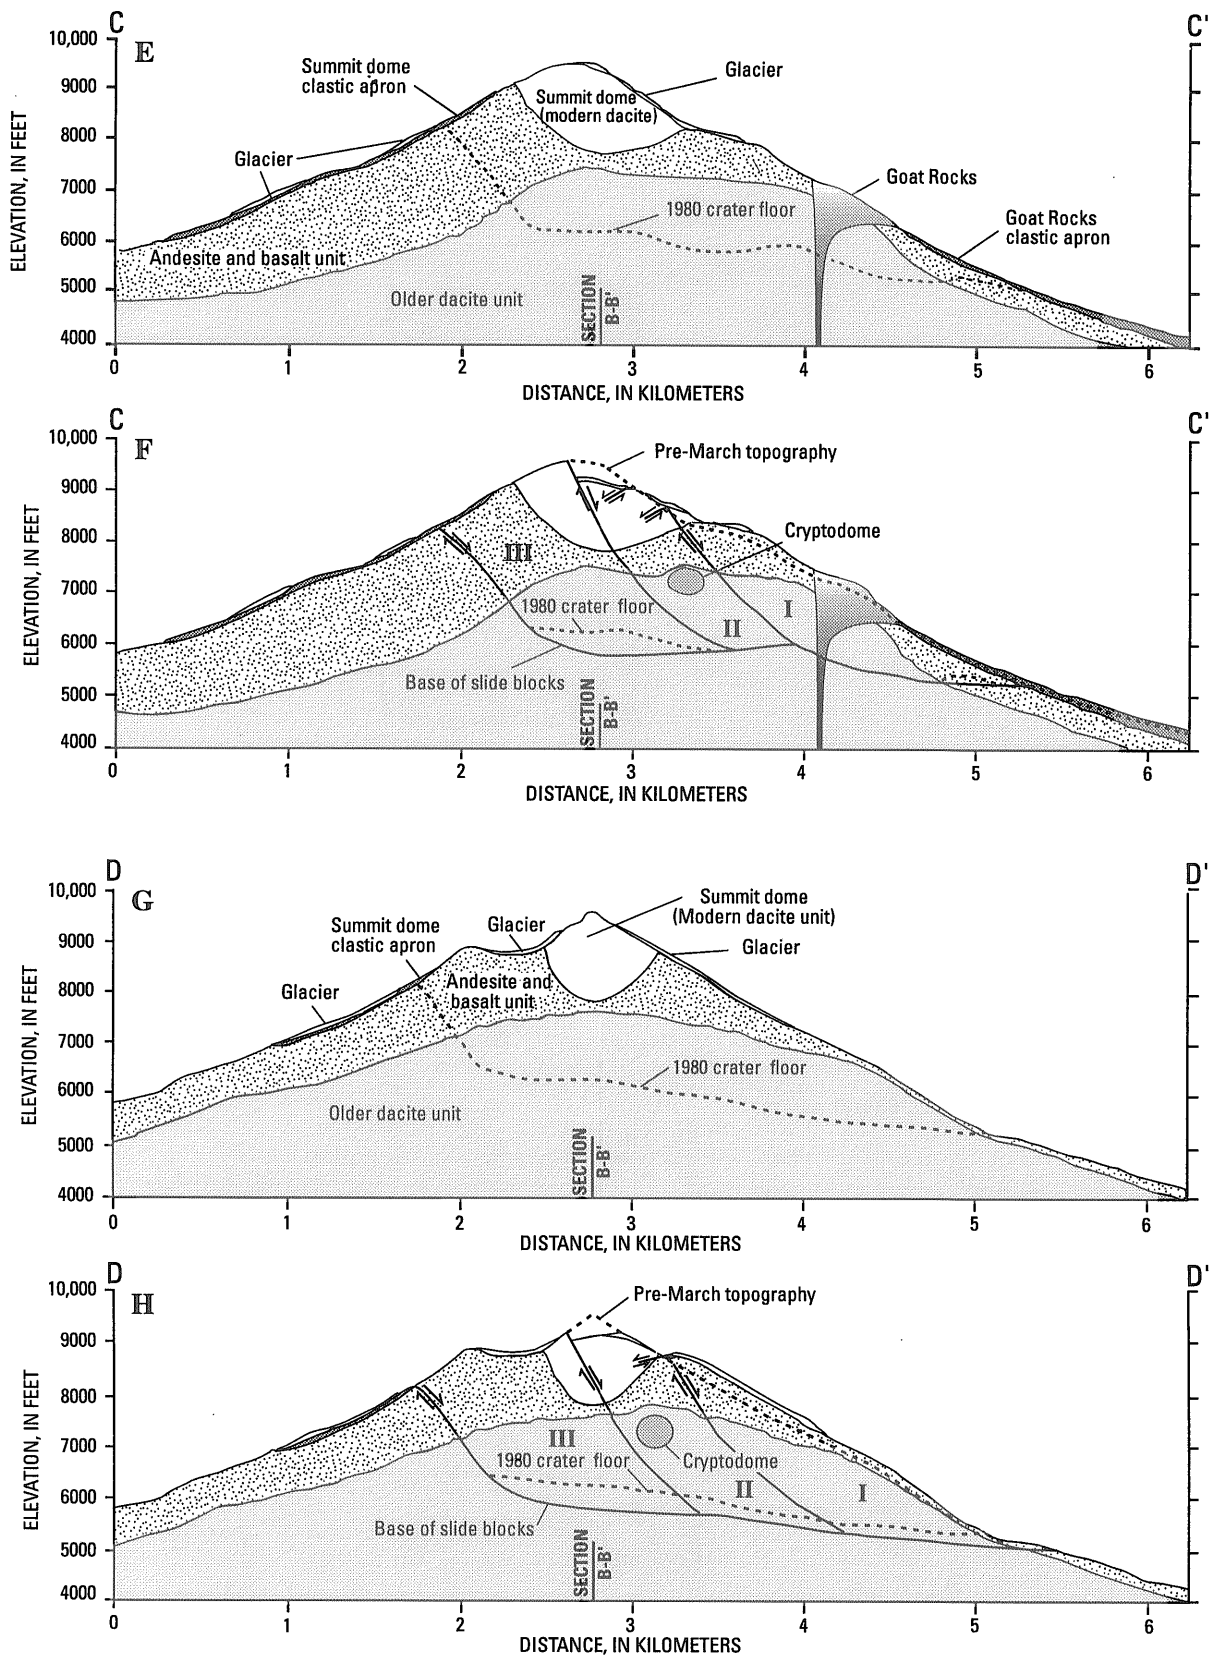 C
C'
E
10,000
9000
8000
7000
6000
5000
4000
ELEVATION, IN FEET
Summit dome
clastic apron
Glacier
Summit dome
(modern dacite)
Glacier
Goat Rocks
Goat Rocks
clastic apron
1980 crater floor
Andesite and basalt unit
Older dacite unit
SECTION
B-B'
0 1 2 3 4 5 6
DISTANCE, IN KILOMETERS
C
C'
F
10,000
9000
8000
7000
6000
5000
4000
ELEVATION, IN FEET
Pre-March topography
Cryptodome
III
II
I
1980 crater floor
Base of slide blocks
SECTION
B-B'
0 1 2 3 4 5 6
DISTANCE, IN KILOMETERS
D
D'
G
10,000
9000
8000
7000
6000
5000
4000
ELEVATION, IN FEET
Summit dome
(Modern dacite unit)
Summit dome
clastic apron
Glacier
Glacier
Glacier
Andesite and
basalt unit
1980 crater floor
Older dacite unit
SECTION
B-B'
0 1 2 3 4 5 6
DISTANCE, IN KILOMETERS
D
D'
H
10,000
9000
8000
7000
6000
5000
4000
ELEVATION, IN FEET
Pre-March topography
III
1980 crater floor
Cryptodome
II
I
Base of slide blocks
SECTION
B-B'
0 1 2 3 4 5 6
DISTANCE, IN KILOMETERS